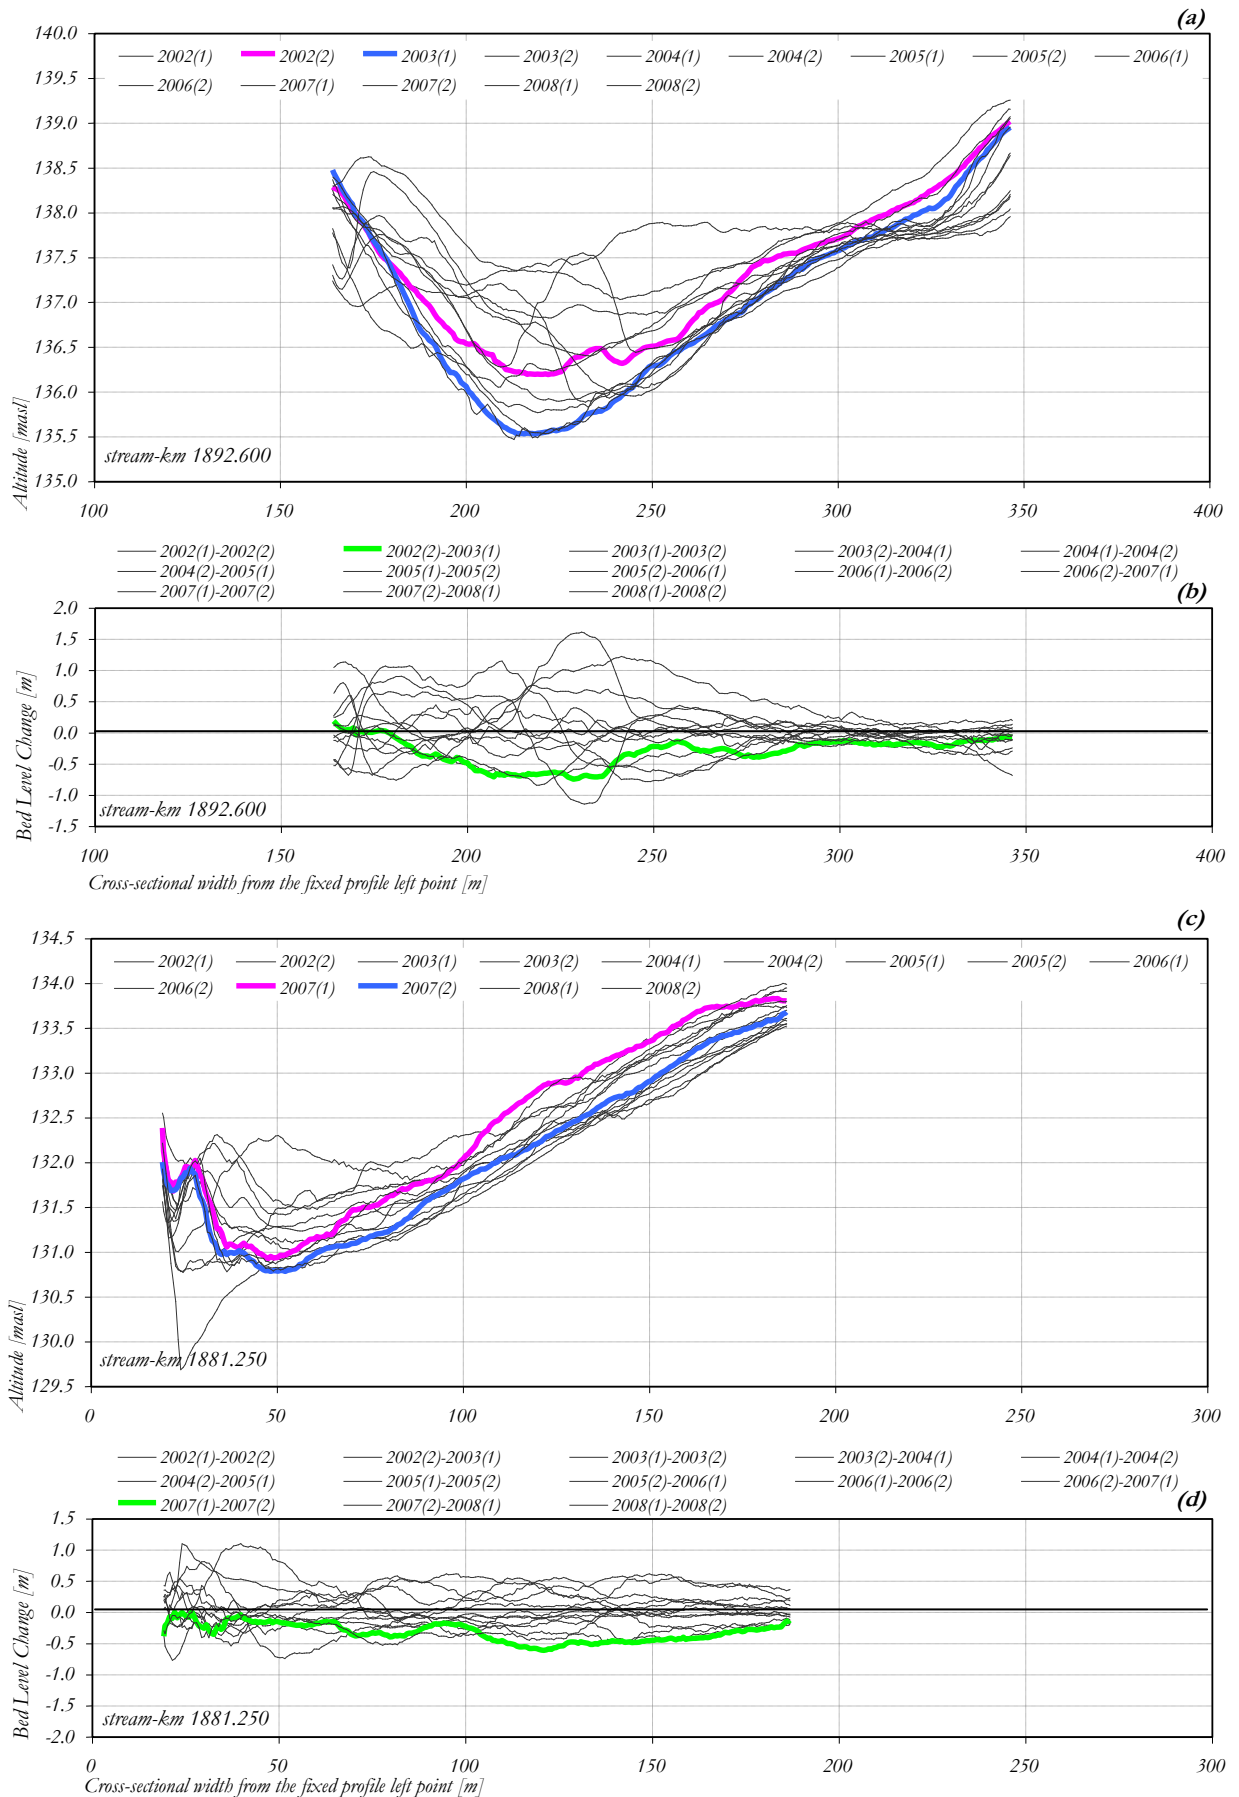 (a)
140.0
2002(1) 2002(2) 2003(1) 2003(2) 2004(1) 2004(2) 2005(1) 2005(2) 2006(1)
139.5
2006(2) 2007(1) 2007(2) 2008(1) 2008(2)
139.0
138.5
138.0
137.5
137.0
136.5
136.0
135.5
135.0
Altitude [masl]
stream-km 1892.600
100 150 200 250 300 350 400
2002(1)-2002(2) 2002(2)-2003(1) 2003(1)-2003(2) 2003(2)-2004(1) 2004(1)-2004(2)
2004(2)-2005(1) 2005(1)-2005(2) 2005(2)-2006(1) 2006(1)-2006(2) 2006(2)-2007(1)
2007(1)-2007(2) 2007(2)-2008(1) 2008(1)-2008(2)
(b)
2.0
1.5
1.0
0.5
0.0
-0.5
-1.0
-1.5
Bed Level Change [m]
stream-km 1892.600
100 150 200 250 300 350 400
Cross-sectional width from the fixed profile left point [m]
(c)
134.5
2002(1) 2002(2) 2003(1) 2003(2) 2004(1) 2004(2) 2005(1) 2005(2) 2006(1)
134.0
2006(2) 2007(1) 2007(2) 2008(1) 2008(2)
133.5
133.0
132.5
132.0
131.5
131.0
130.5
130.0
129.5
Altitude [masl]
stream-km 1881.250
0 50 100 150 200 250 300
2002(1)-2002(2) 2002(2)-2003(1) 2003(1)-2003(2) 2003(2)-2004(1) 2004(1)-2004(2)
2004(2)-2005(1) 2005(1)-2005(2) 2005(2)-2006(1) 2006(1)-2006(2) 2006(2)-2007(1)
2007(1)-2007(2) 2007(2)-2008(1) 2008(1)-2008(2)
(d)
1.5
1.0
0.5
0.0
-0.5
-1.0
-1.5
-2.0
Bed Level Change [m]
stream-km 1881.250
0 50 100 150 200 250 300
Cross-sectional width from the fixed profile left point [m]